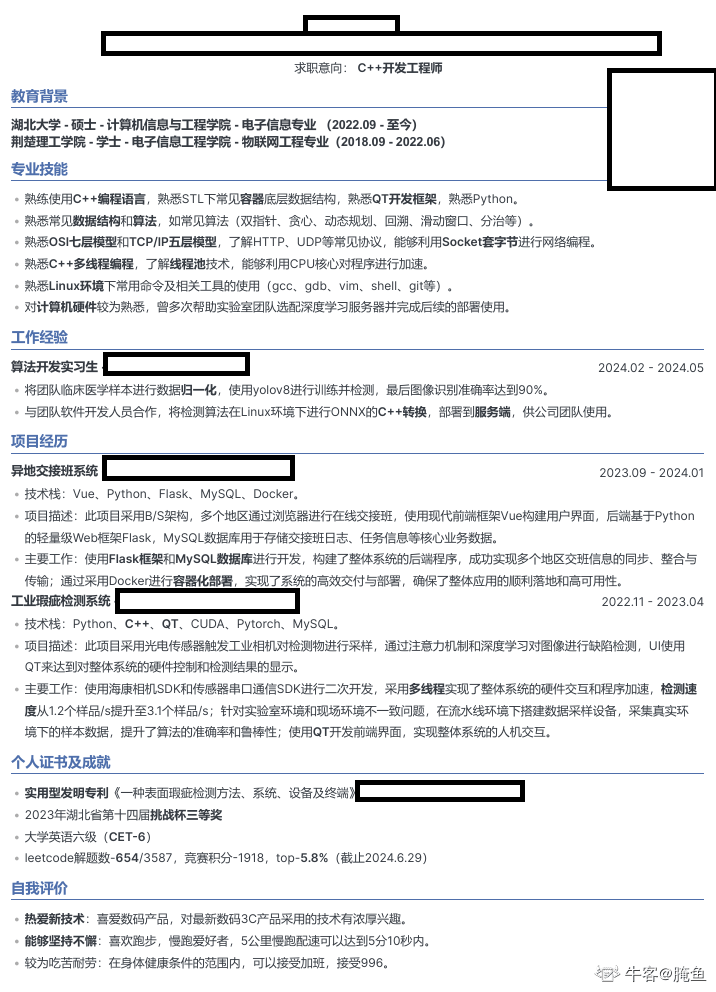 求职意向： C++开发工程师
教育背景
湖北大学 - 硕士 - 计算机信息与工程学院 - 电子信息专业 （2022.09 - 至今）
荆楚理工学院 - 学士 - 电子信息工程学院 - 物联网工程专业（2018.09 - 2022.06）
专业技能
• 熟练使用C++编程语言，熟悉STL下常见容器底层数据结构，熟悉QT开发框架，熟悉Python。
• 熟悉常见数据结构和算法，如常见算法（双指针、贪心、动态规划、回溯、滑动窗口、分治等）。
• 熟悉OSI七层模型和TCP/IP五层模型，了解HTTP、UDP等常见协议，能够利用Socket套字节进行网络编程。
• 熟悉C++多线程编程，了解线程池技术，能够利用CPU核心对程序进行加速。
• 熟悉Linux环境下常用命令及相关工具的使用（gcc、gdb、vim、shell、git等）。
• 对计算机硬件较为熟悉，曾多次帮助实验室团队选配深度学习服务器并完成后续的部署使用。
工作经验
算法开发实习生 - 2024.02 - 2024.05
• 将团队临床医学样本进行数据归一化，使用yolov8进行训练并检测，最后图像识别准确率达到90%。
• 与团队软件开发人员合作，将检测算法在Linux环境下进行ONNX的C++转换，部署到服务端，供公司团队使用。
项目经历
异地交接班系统 2023.09 - 2024.01
• 技术栈：Vue、Python、Flask、MySQL、Docker。
• 项目描述：此项目采用B/S架构，多个地区通过浏览器进行在线交接班，使用现代前端框架Vue构建用户界面，后端基于Python
的轻量级Web框架Flask，MySQL数据库用于存储交接班日志、任务信息等核心业务数据。
• 主要工作：使用Flask框架和MySQL数据库进行开发，构建了整体系统的后端程序，成功实现多个地区交班信息的同步、整合与
传输；通过采用Docker进行容器化部署，实现了系统的高效交付与部署，确保了整体应用的顺利落地和高可用性。
工业瑕疵检测系统 - 2022.11 - 2023.04
• 技术栈：Python、C++、QT、CUDA、Pytorch、MySQL。
• 项目描述：此项目采用光电传感器触发工业相机对检测物进行采样，通过注意力机制和深度学习对图像进行缺陷检测，UI使用
QT来达到对整体系统的硬件控制和检测结果的显示。
• 主要工作：使用海康相机SDK和传感器串口通信SDK进行二次开发，采用多线程实现了整体系统的硬件交互和程序加速，检测速
度从1.2个样品/s提升至3.1个样品/s；针对实验室环境和现场环境不一致问题，在流水线环境下搭建数据采样设备，采集真实环
境下的样本数据，提升了算法的准确率和鲁棒性；使用QT开发前端界面，实现整体系统的人机交互。
个人证书及成就
• 实用型发明专利《一种表面瑕疵检测方法、系统、设备及终端》
• 2023年湖北省第十四届挑战杯三等奖
• 大学英语六级（CET-6）
• leetcode解题数-654/3587，竞赛积分-1918，top-5.8%（截止2024.6.29）
自我评价
• 热爱新技术：喜爱数码产品，对最新数码3C产品采用的技术有浓厚兴趣。
• 能够坚持不懈：喜欢跑步，慢跑爱好者，5公里慢跑配速可以达到5分10秒内。
• 较为吃苦耐劳：在身体健康条件的范围内，可以接受加班，接受996。
牛客@腌鱼